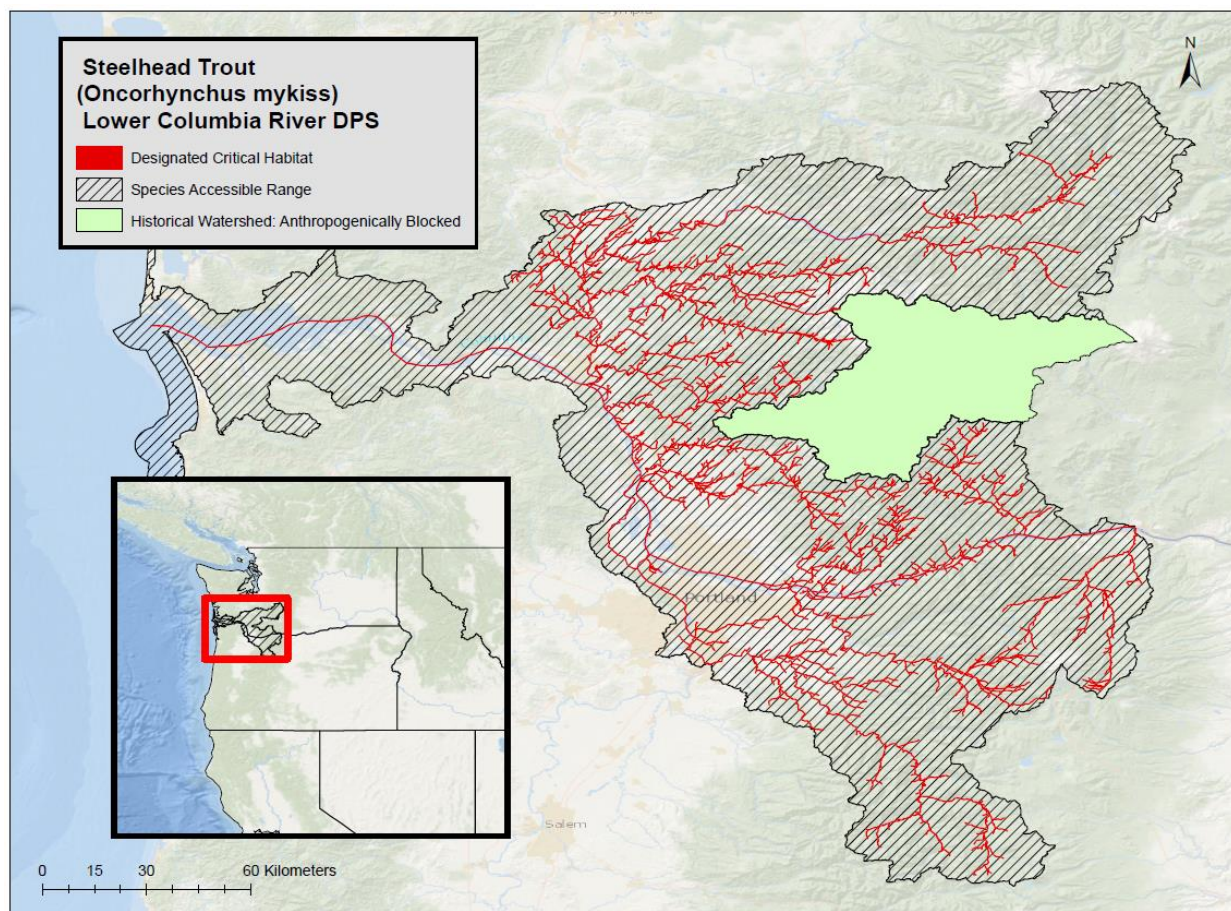 Olympia
N
Steelhead Trout
(Oncorhynchus mykiss)
Lower Columbia River DPS
Designated Critical Habitat
Species Accessible Range
Historical Watershed: Anthropogenically Blocked
Portland
Salem
0 15 30 60 Kilometers